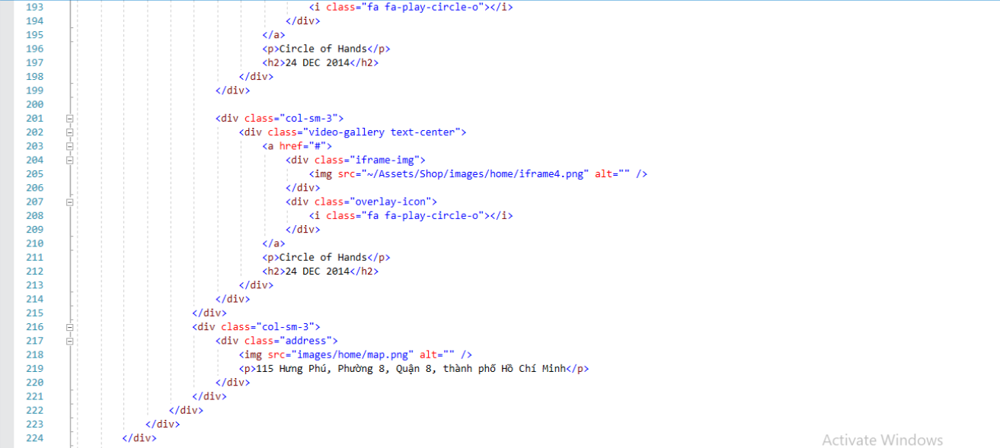 193 <i class="fa fa-play-circle-o"></i>
194 </div>
195 </a>
196 <p>Circle of Hands</p>
197 <h2>24 DEC 2014</h2>
198 </div>
199 </div>
200
201 <div class="col-sm-3">
202 <div class="video-gallery text-center">
203 <a href="#">
204 <div class="iframe-img">
205 <img src="~/Assets/Shop/images/home/iframe4.png" alt="" />
206 </div>
207 <div class="overlay-icon">
208 <i class="fa fa-play-circle-o"></i>
209 </div>
210 </a>
211 <p>Circle of Hands</p>
212 <h2>24 DEC 2014</h2>
213 </div>
214 </div>
215 </div>
216 <div class="col-sm-3">
217 <div class="address">
218 <img src="images/home/map.png" alt="" />
219 <p>115 Hưng Phú, Phường 8, Quận 8, thành phố Hồ Chí Minh</p>
220 </div>
221 </div>
222 </div>
223 </div>
224 </div>
Activate Windows